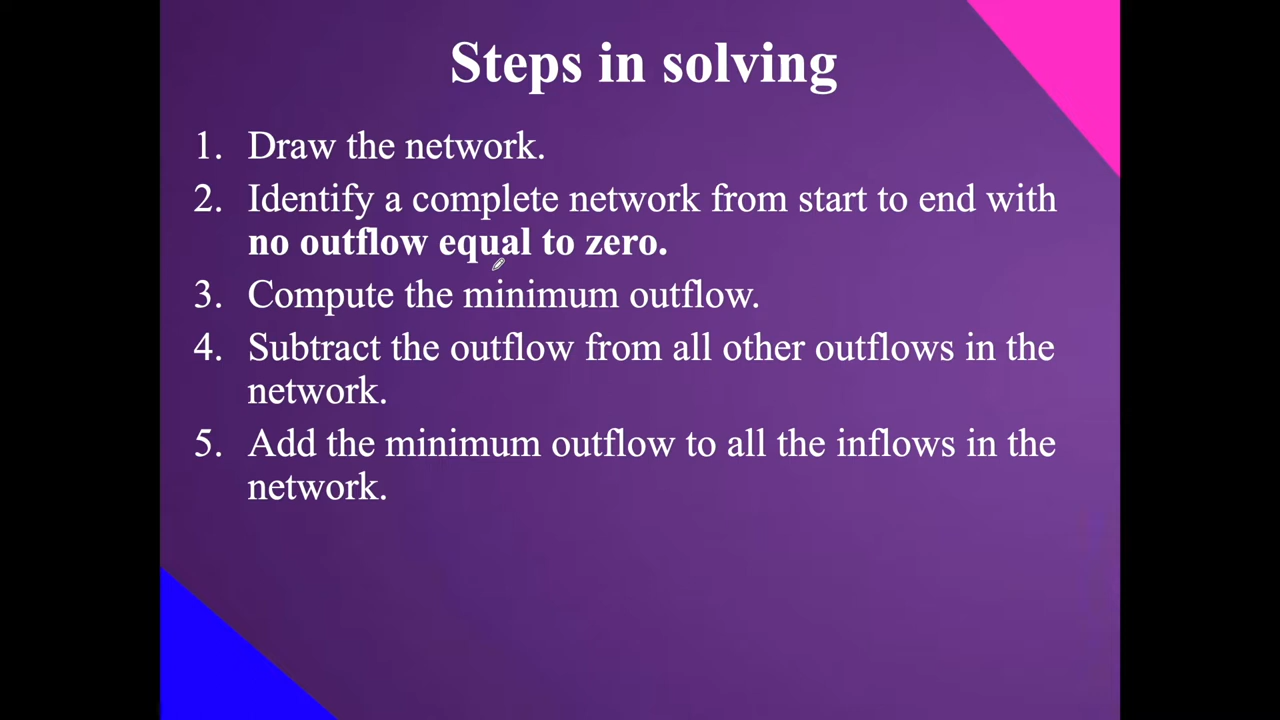 Steps in solving
1. Draw the network.
2. Identify a complete network from start to end with
no outflow equal to zero.
3. Compute the minimum outflow.
4. Subtract the outflow from all other outflows in the
network.
5. Add the minimum outflow to all the inflows in the
network.